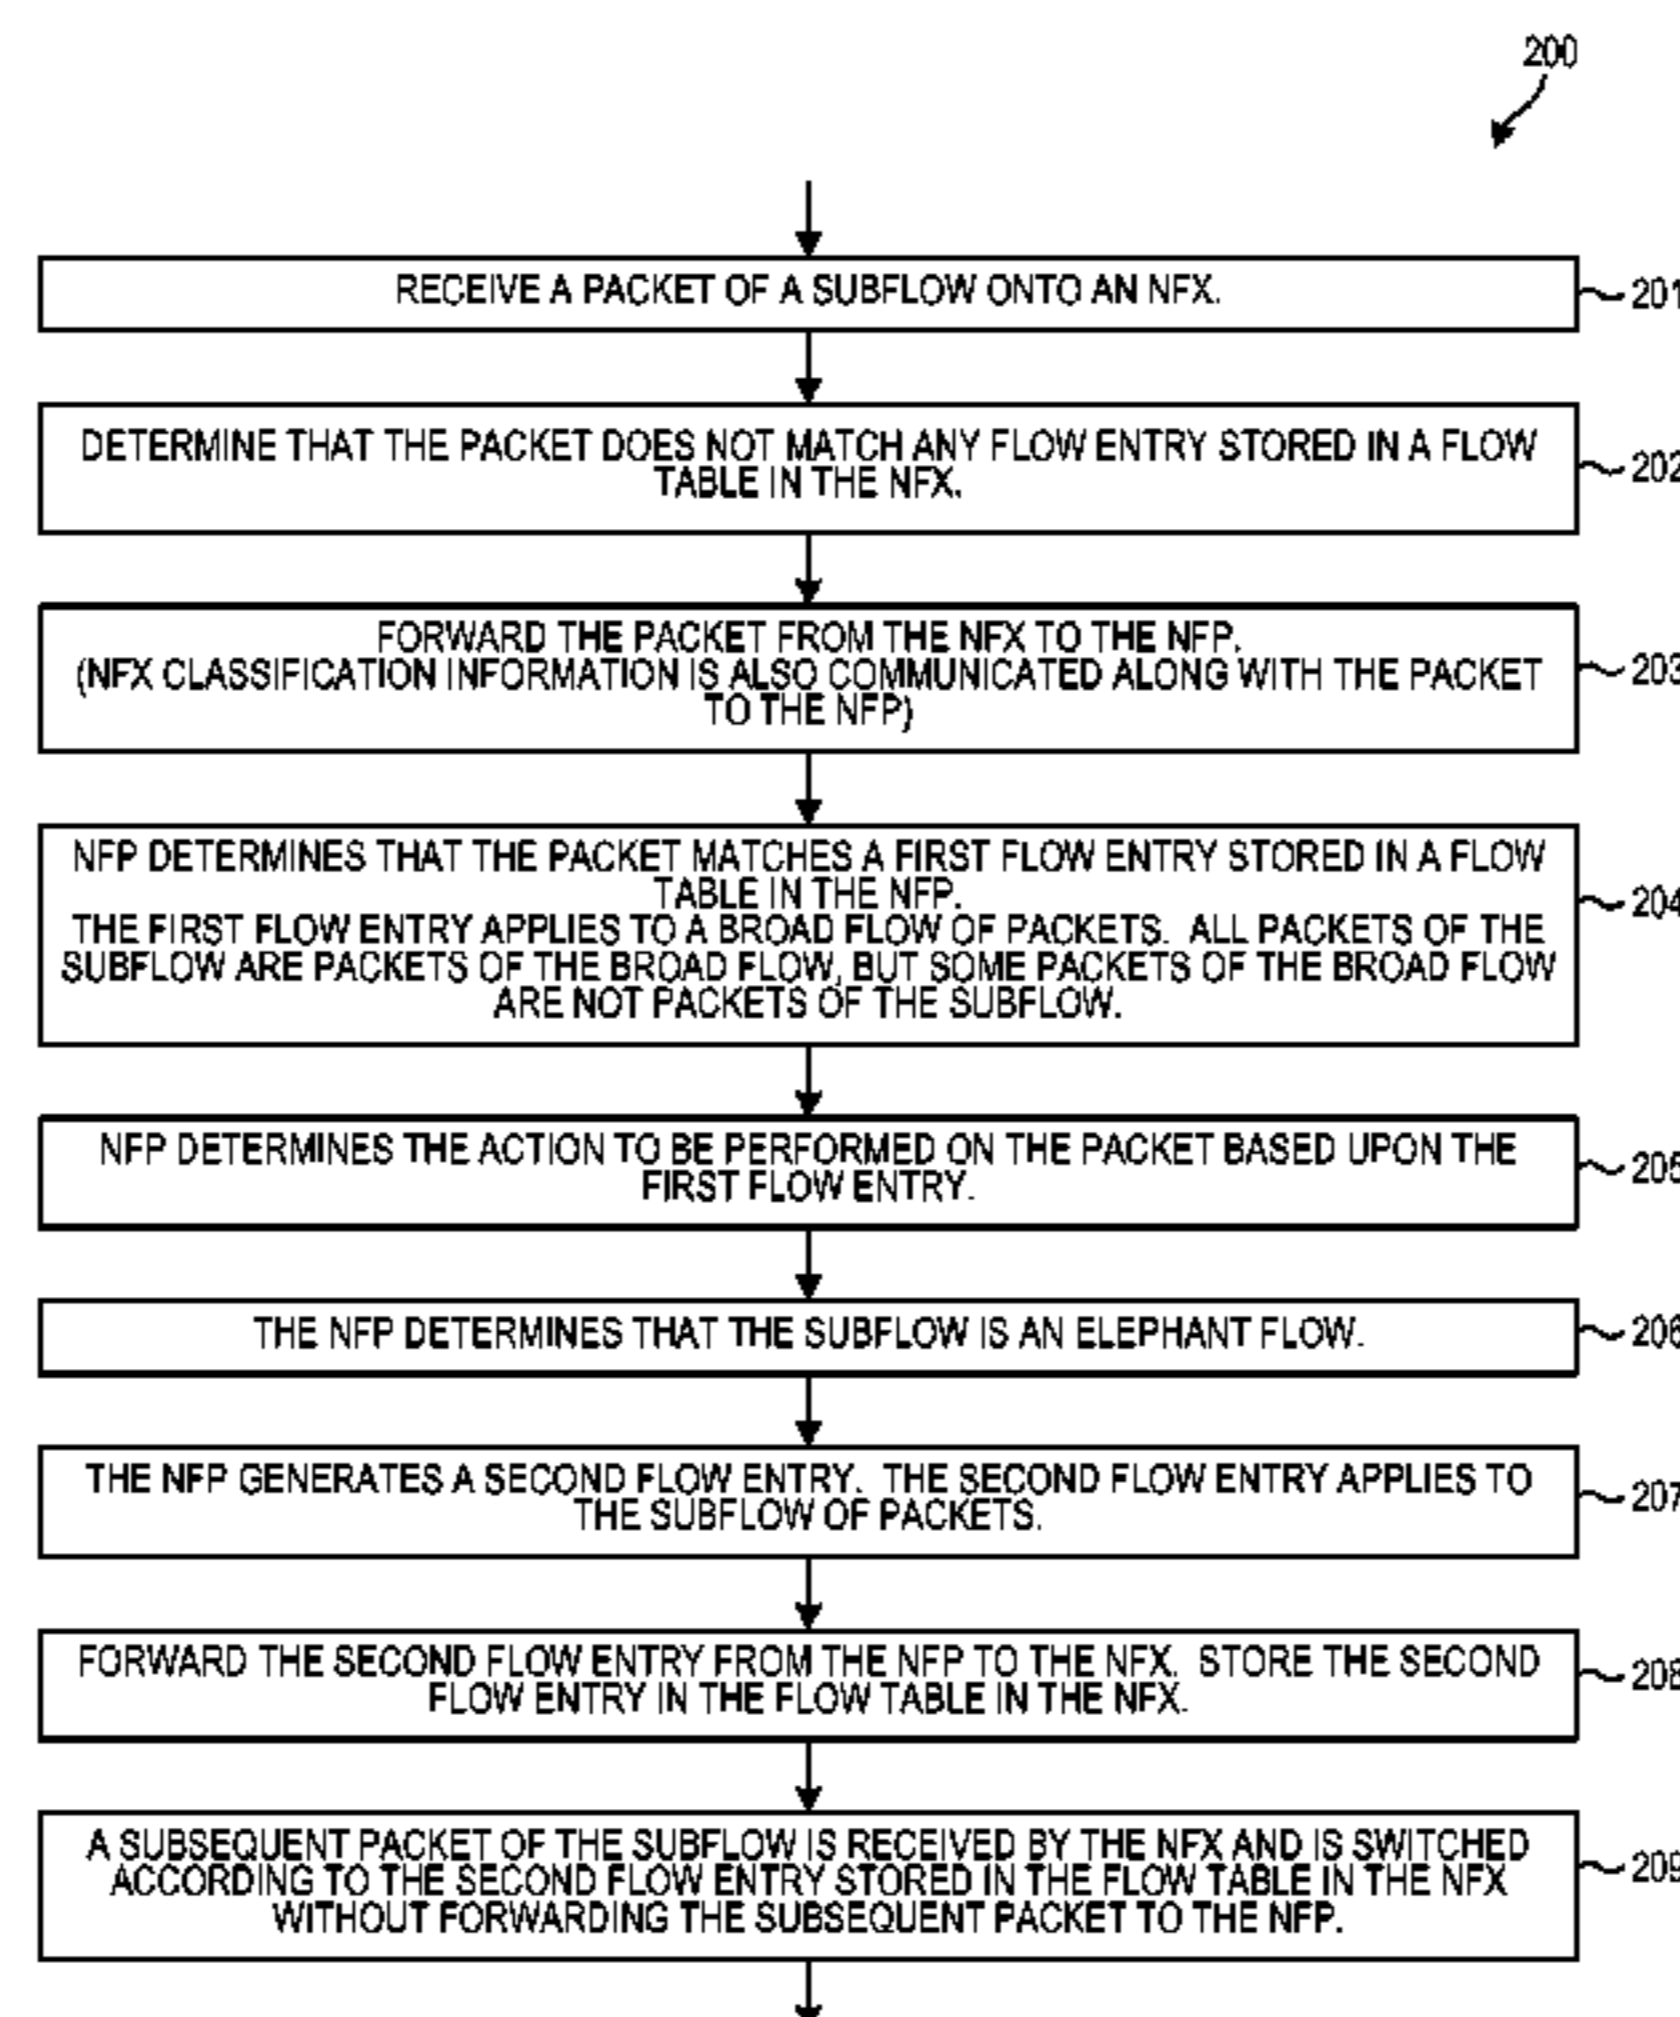 200
RECEIVE A PACKET OF A SUBFLOW ONTO AN NFX.
201
DETERMINE THAT THE PACKET DOES NOT MATCH ANY FLOW ENTRY STORED IN A FLOW
TABLE IN THE NFX.
202
FORWARD THE PACKET FROM THE NFX TO THE NFP.
(NFX CLASSIFICATION INFORMATION IS ALSO COMMUNICATED ALONG WITH THE PACKET
TO THE NFP)
203
NFP DETERMINES THAT THE PACKET MATCHES A FIRST FLOW ENTRY STORED IN A FLOW
TABLE IN THE NFP.
THE FIRST FLOW ENTRY APPLIES TO A BROAD FLOW OF PACKETS. ALL PACKETS OF THE
SUBFLOW ARE PACKETS OF THE BROAD FLOW, BUT SOME PACKETS OF THE BROAD FLOW
ARE NOT PACKETS OF THE SUBFLOW.
204
NFP DETERMINES THE ACTION TO BE PERFORMED ON THE PACKET BASED UPON THE
FIRST FLOW ENTRY.
205
THE NFP DETERMINES THAT THE SUBFLOW IS AN ELEPHANT FLOW.
206
THE NFP GENERATES A SECOND FLOW ENTRY. THE SECOND FLOW ENTRY APPLIES TO
THE SUBFLOW OF PACKETS.
207
FORWARD THE SECOND FLOW ENTRY FROM THE NFP TO THE NFX. STORE THE SECOND
FLOW ENTRY IN THE FLOW TABLE IN THE NFX.
208
A SUBSEQUENT PACKET OF THE SUBFLOW IS RECEIVED BY THE NFX AND IS SWITCHED
ACCORDING TO THE SECOND FLOW ENTRY STORED IN THE FLOW TABLE IN THE NFX
WITHOUT FORWARDING THE SUBSEQUENT PACKET TO THE NFP.
209